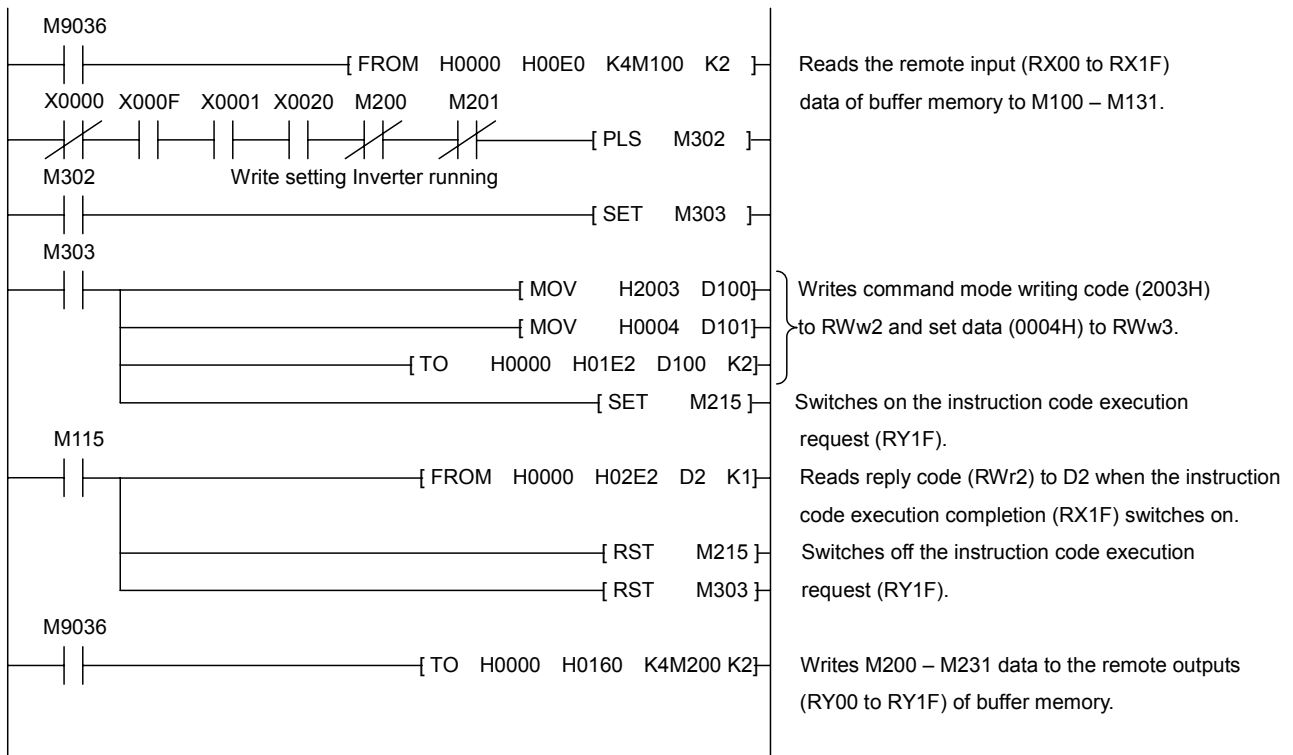 M9036
[ FROM H0000 H00E0 K4M100 K2 ] Reads the remote input (RX00 to RX1F)
X0000 X000F X0001 X0020 M200 M201 data of buffer memory to M100 – M131.
[ PLS M302 ]
M302 Write setting Inverter running
[ SET M303 ]
M303
[ MOV H2003 D100] Writes command mode writing code (2003H)
[ MOV H0004 D101] to RWw2 and set data (0004H) to RWw3.
[ TO H0000 H01E2 D100 K2]
[ SET M215 ] Switches on the instruction code execution
M115 request (RY1F).
[ FROM H0000 H02E2 D2 K1] Reads reply code (RWr2) to D2 when the instruction
code execution completion (RX1F) switches on.
[ RST M215 ] Switches off the instruction code execution
[ RST M303 ] request (RY1F).
M9036
[ TO H0000 H0160 K4M200 K2] Writes M200 – M231 data to the remote outputs
(RY00 to RY1F) of buffer memory.